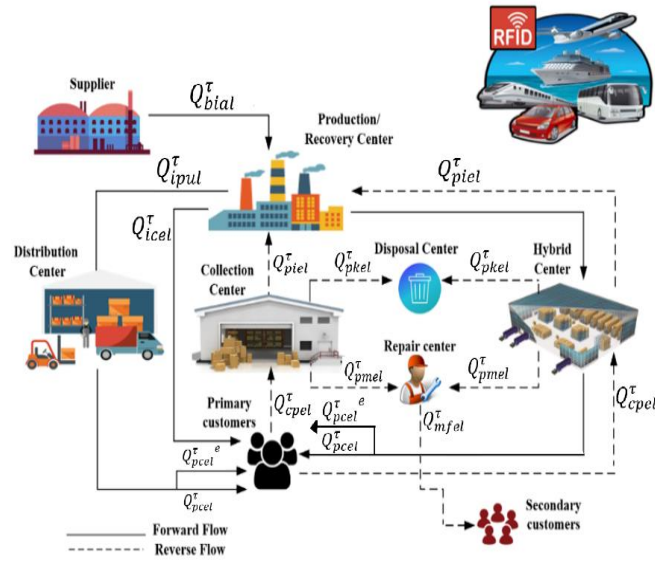 RFID
Supplier
Q^τ_bial
Production/
Recovery Center
Q^τ_ipul
Q^τ_piel
Q^τ_icel
Distribution
Center
Collection
Center
Q^τ_piel
Q^τ_pkel
Disposal Center
Q^τ_pkel
Hybrid
Center
Repair center
Q^τ_pmel
Q^τ_pmel
Primary
customers
Q^τ_cpel
Q^τ_pcel^e
Q^τ_mfel
Q^τ_cpel
Q^τ_pcel
Q^τ_pcel^e
Q^τ_pcel
Secondary
customers
Forward Flow
Reverse Flow